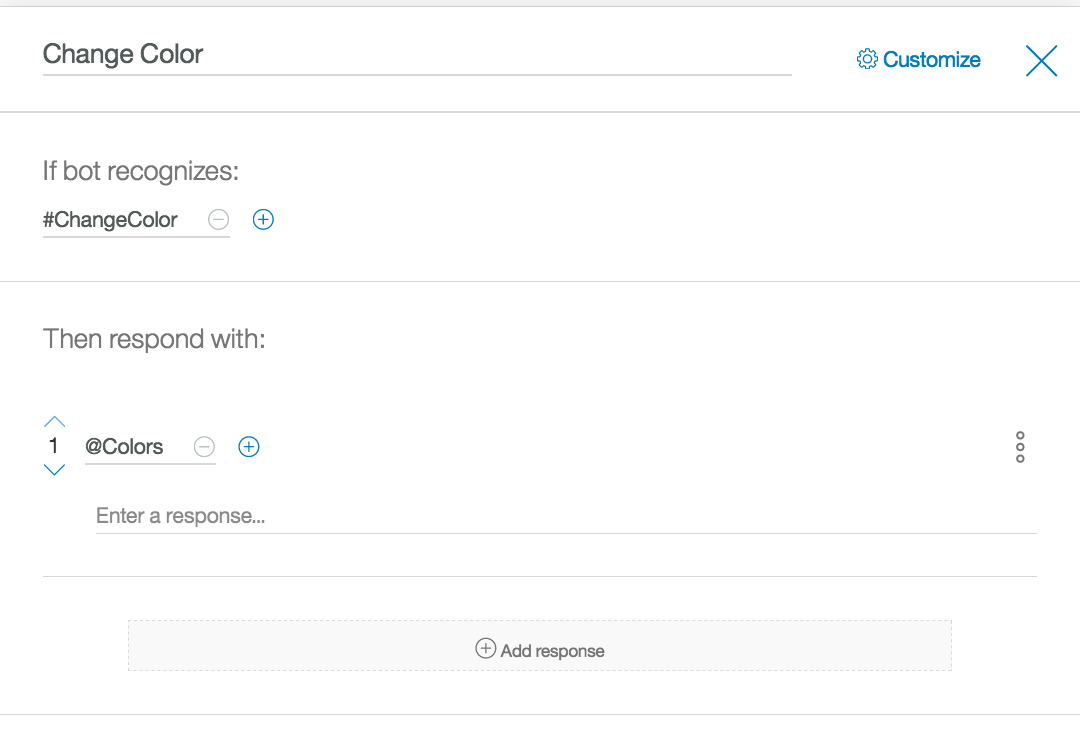 Change Color
Customize
If bot recognizes:
#ChangeColor
Then respond with:
1 @Colors
Enter a response...
Add response